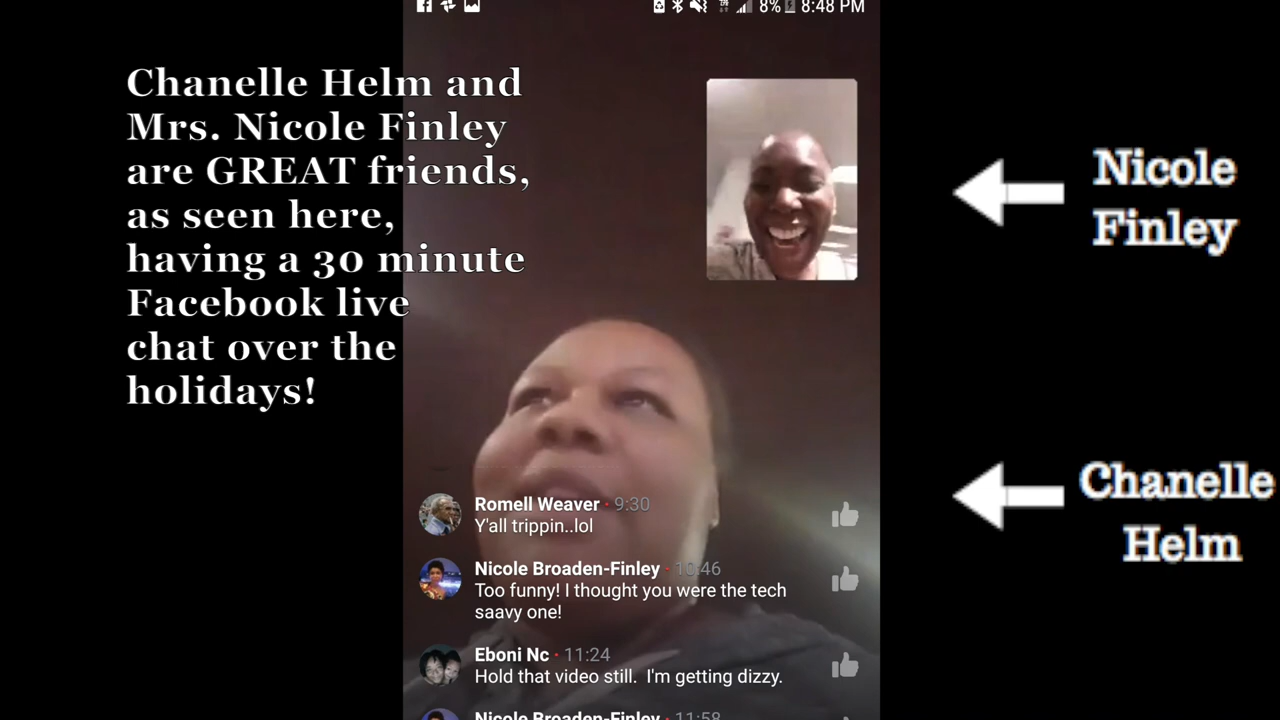 8% 8:48 PM
Chanelle Helm and
Mrs. Nicole Finley
are GREAT friends,
as seen here,
having a 30 minute
Facebook live
chat over the
holidays!
Nicole
Finley
Chanelle
Helm
Romell Weaver · 9:30
Y'all trippin..lol
Nicole Broaden-Finley · 10:46
Too funny! I thought you were the tech
saavy one!
Eboni Nc · 11:24
Hold that video still. I'm getting dizzy.
Nicole Broaden-Finley · 11:58